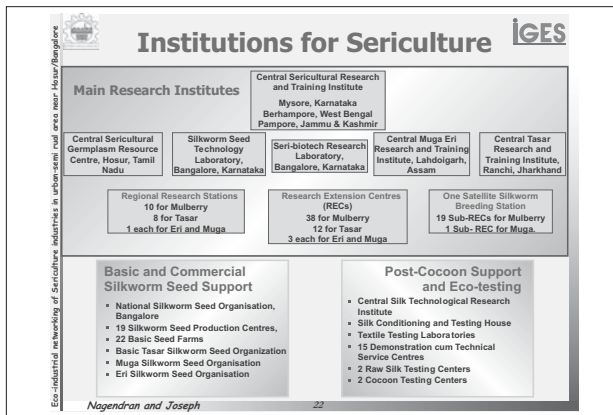 Eco-industrial networking of Sericulture industries in urban-semi rual area near Hosur/Bangalore
Institutions for Sericulture
iGES
Main Research Institutes
Central Sericultural Research
and Training Institute
Mysore, Karnataka
Berhampore, West Bengal
Pampore, Jammu & Kashmir
Central Sericultural
Germplasm Resource
Centre, Hosur, Tamil
Nadu
Silkworm Seed
Technology
Laboratory,
Bangalore, Karnataka
Seri-biotech Research
Laboratory,
Bangalore, Karnataka
Central Muga Eri
Research and Training
Institute, Lahdoigarh,
Assam
Central Tasar
Research and
Training Institute,
Ranchi, Jharkhand
Regional Research Stations
10 for Mulberry
8 for Tasar
1 each for Eri and Muga
Research Extension Centres
(RECs)
38 for Mulberry
12 for Tasar
3 each for Eri and Muga
One Satellite Silkworm
Breeding Station
19 Sub-RECs for Mulberry
1 Sub- REC for Muga.
Basic and Commercial
Silkworm Seed Support
▪ National Silkworm Seed Organisation,
Bangalore
▪ 19 Silkworm Seed Production Centres,
▪ 22 Basic Seed Farms
▪ Basic Tasar Silkworm Seed Organization
▪ Muga Silkworm Seed Organisation
▪ Eri Silkworm Seed Organisation
Post-Cocoon Support
and Eco-testing
▪ Central Silk Technological Research
Institute
▪ Silk Conditioning and Testing House
▪ Textile Testing Laboratories
▪ 15 Demonstration cum Technical
Service Centres
▪ 2 Raw Silk Testing Centers
▪ 2 Cocoon Testing Centers
Nagendran and Joseph
22